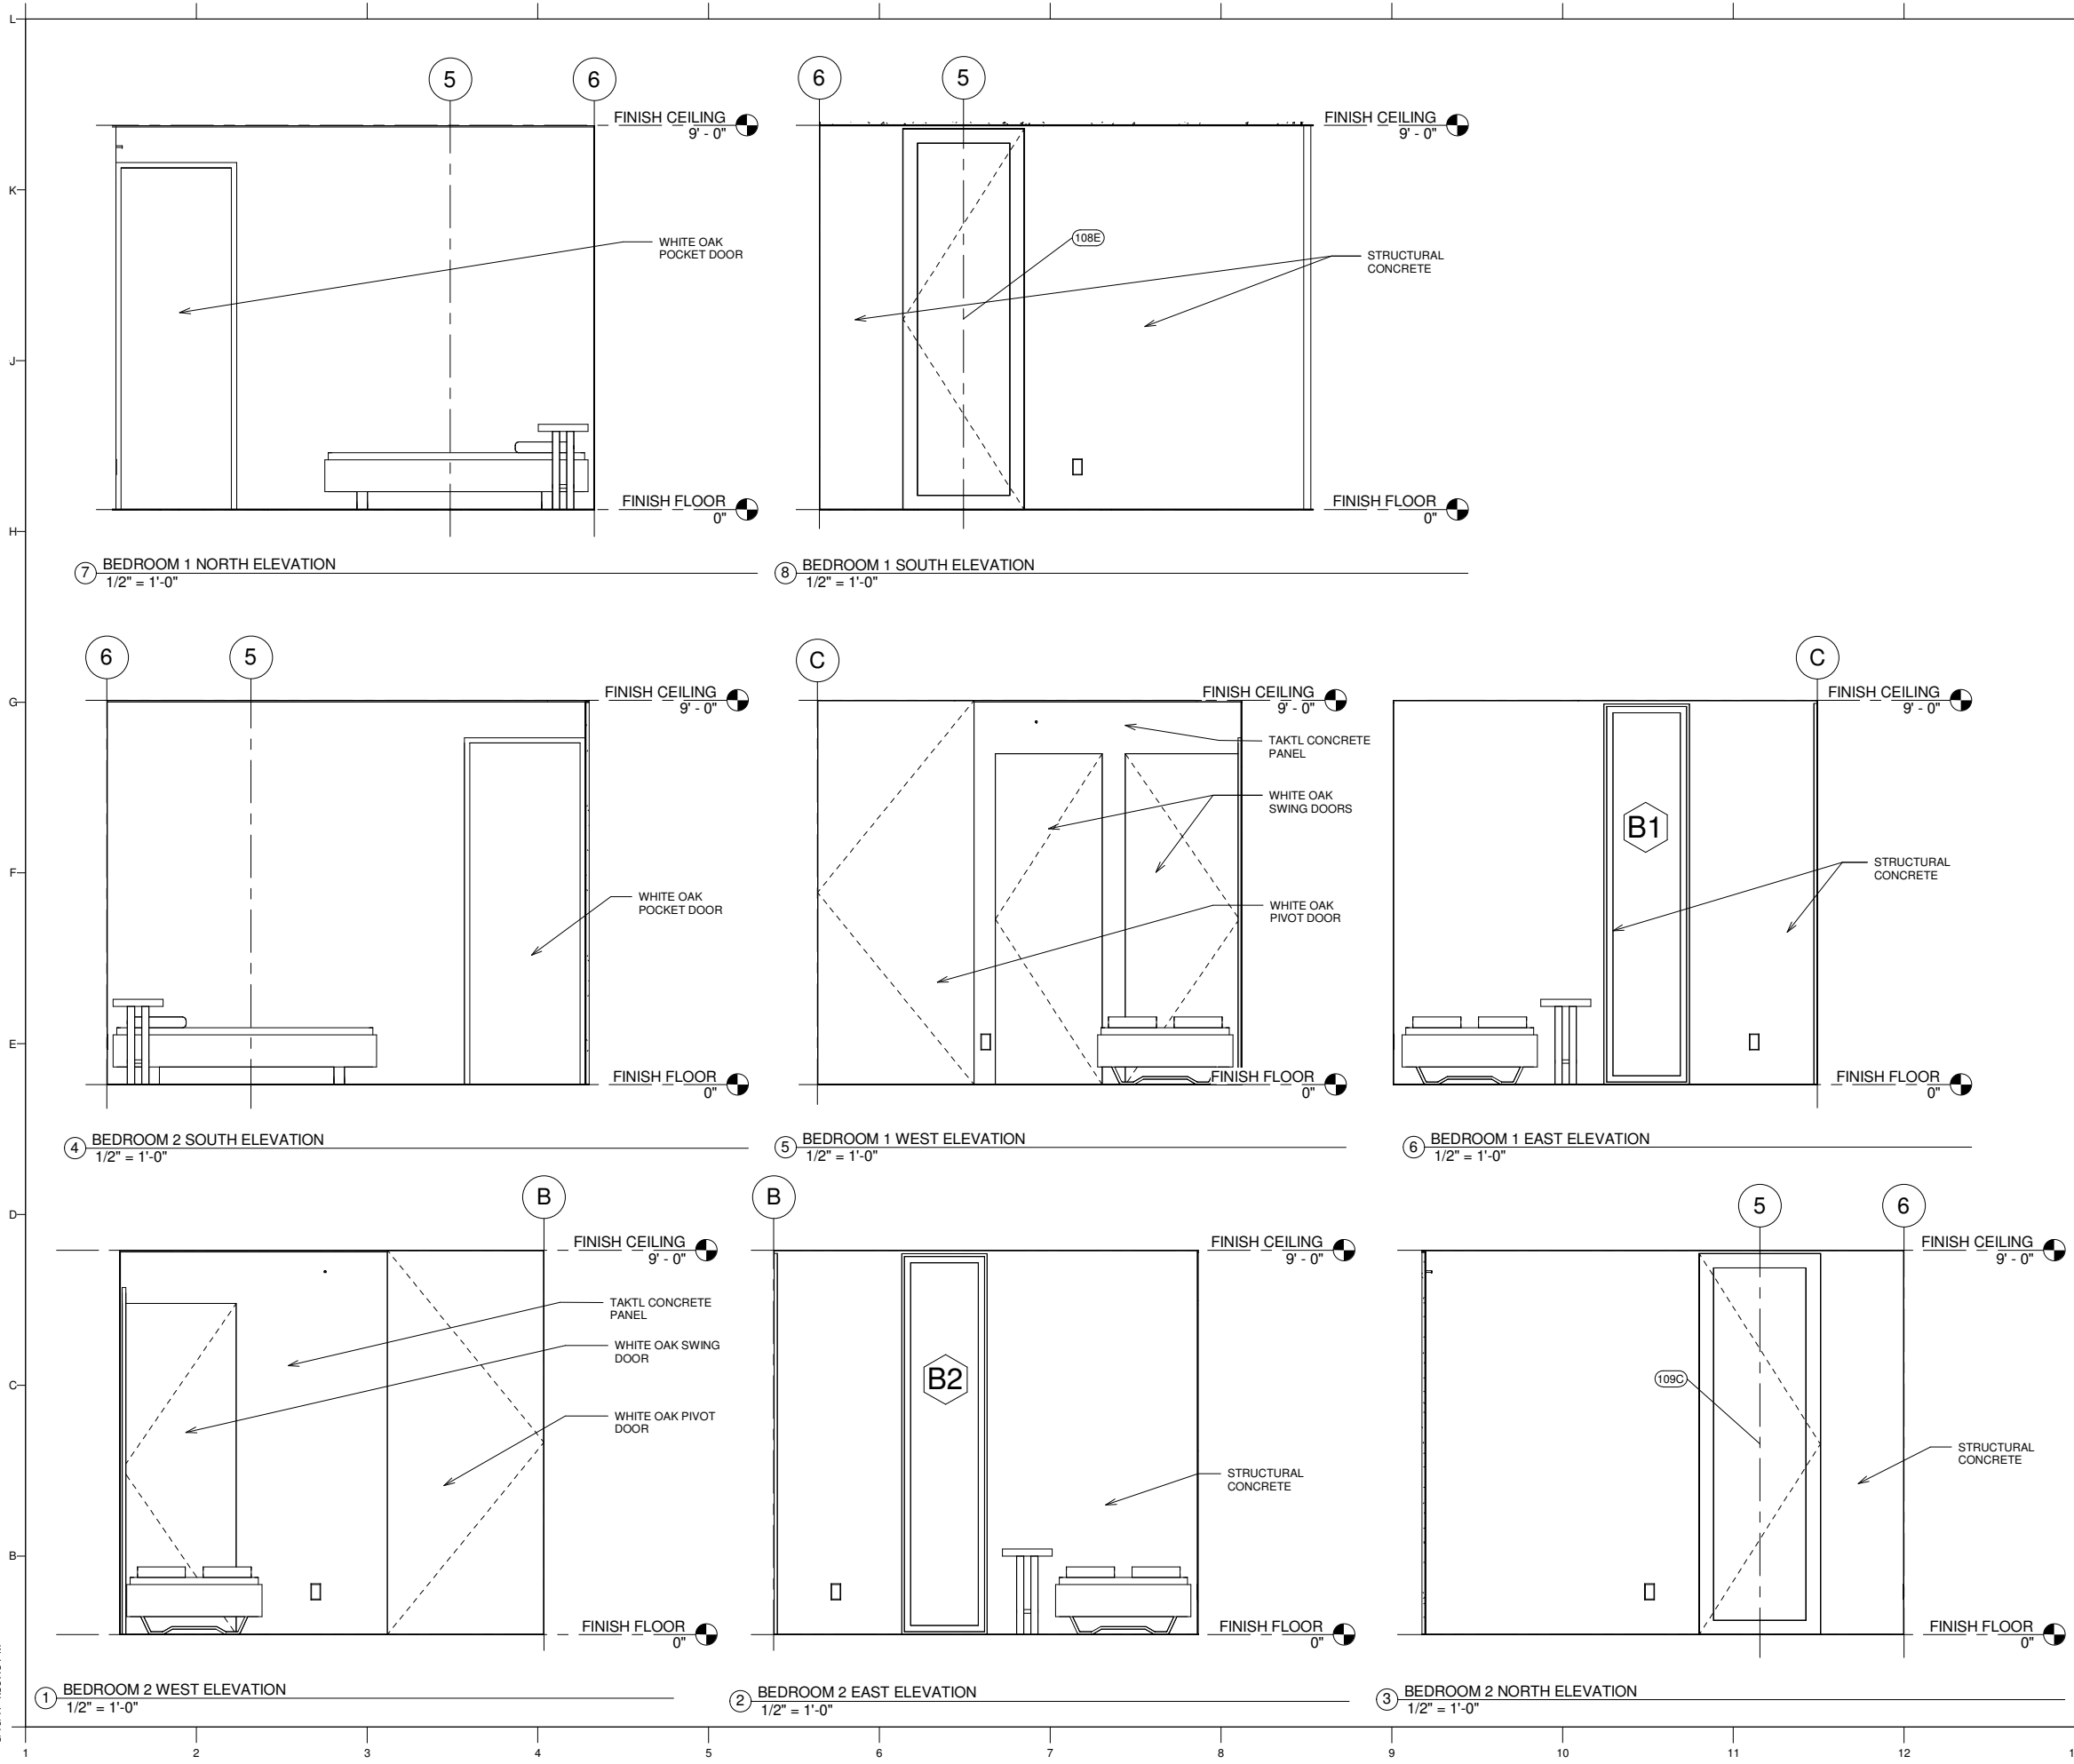 L
5
6
FINISH CEILING
9' - 0"
6
5
FINISH CEILING
9' - 0"
K
WHITE OAK
POCKET DOOR
108E
STRUCTURAL
CONCRETE
J
FINISH FLOOR
0"
FINISH FLOOR
0"
H
7 BEDROOM 1 NORTH ELEVATION
1/2" = 1'-0"
8 BEDROOM 1 SOUTH ELEVATION
1/2" = 1'-0"
6
5
C
C
G
FINISH CEILING
9' - 0"
FINISH CEILING
9' - 0"
FINISH CEILING
9' - 0"
TAKTL CONCRETE
PANEL
WHITE OAK
SWING DOORS
B1
F
WHITE OAK
POCKET DOOR
WHITE OAK
PIVOT DOOR
STRUCTURAL
CONCRETE
E
FINISH FLOOR
0"
FINISH FLOOR
0"
FINISH FLOOR
0"
4 BEDROOM 2 SOUTH ELEVATION
1/2" = 1'-0"
5 BEDROOM 1 WEST ELEVATION
1/2" = 1'-0"
6 BEDROOM 1 EAST ELEVATION
1/2" = 1'-0"
D
B
B
5
6
FINISH CEILING
9' - 0"
FINISH CEILING
9' - 0"
FINISH CEILING
9' - 0"
TAKTL CONCRETE
PANEL
WHITE OAK SWING
DOOR
C
B2
109C
WHITE OAK PIVOT
DOOR
STRUCTURAL
CONCRETE
STRUCTURAL
CONCRETE
B
FINISH FLOOR
0"
FINISH FLOOR
0"
FINISH FLOOR
0"
1 BEDROOM 2 WEST ELEVATION
1/2" = 1'-0"
2 BEDROOM 2 EAST ELEVATION
1/2" = 1'-0"
3 BEDROOM 2 NORTH ELEVATION
1/2" = 1'-0"
1 2 3 4 5 6 7 8 9 10 11 12